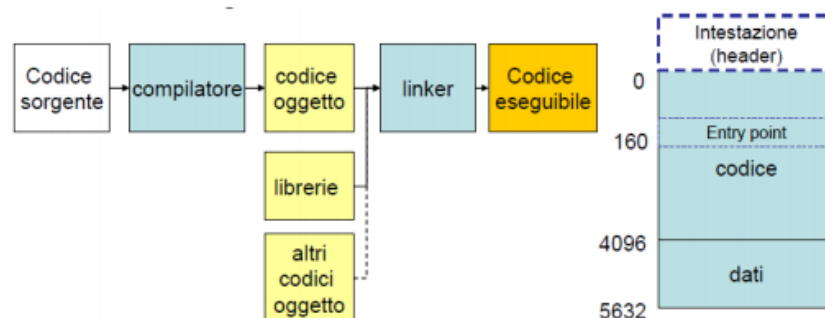 Codice
sorgente
compilatore
codice
oggetto
linker
Codice
eseguibile
librerie
altri
codici
oggetto
Intestazione
(header)
0
Entry point
160
codice
4096
dati
5632